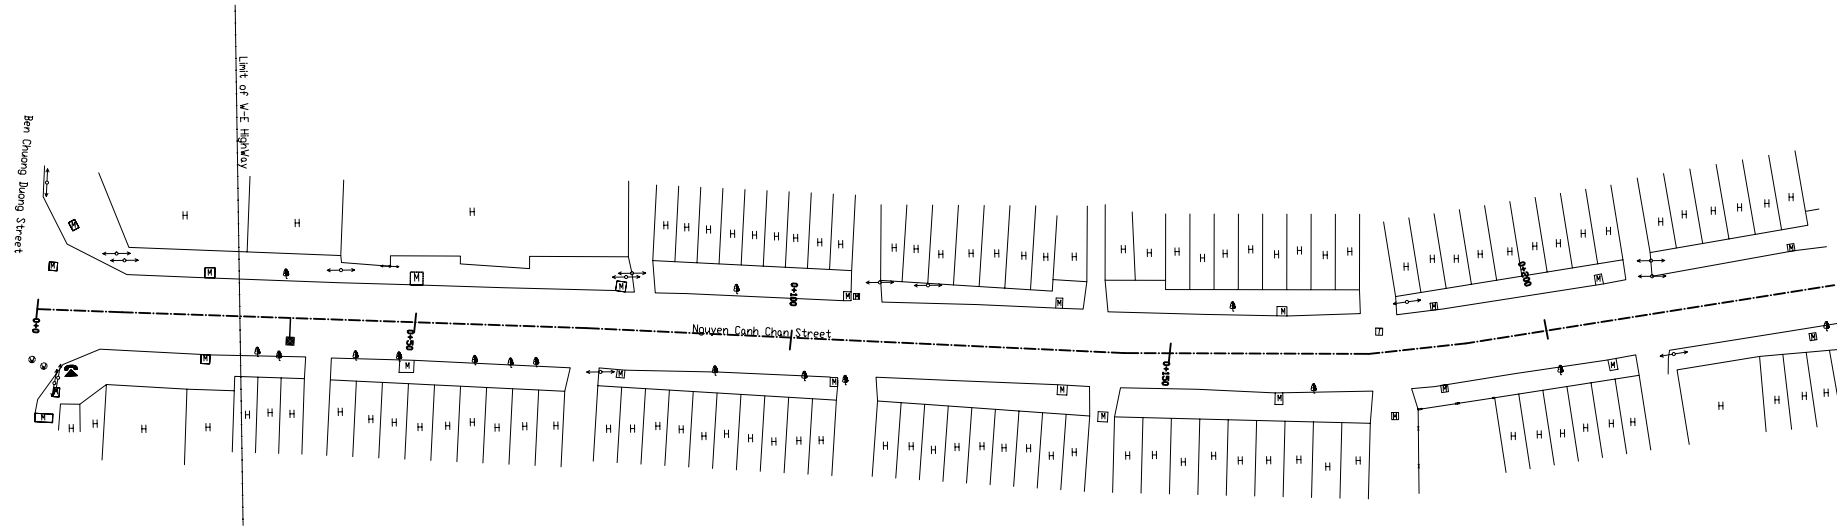 Limit of W-E HighWay
Ben Chuong Duong Street
Nguyen Canh Chan Street
0+0
0+50
0+100
0+150
0+200